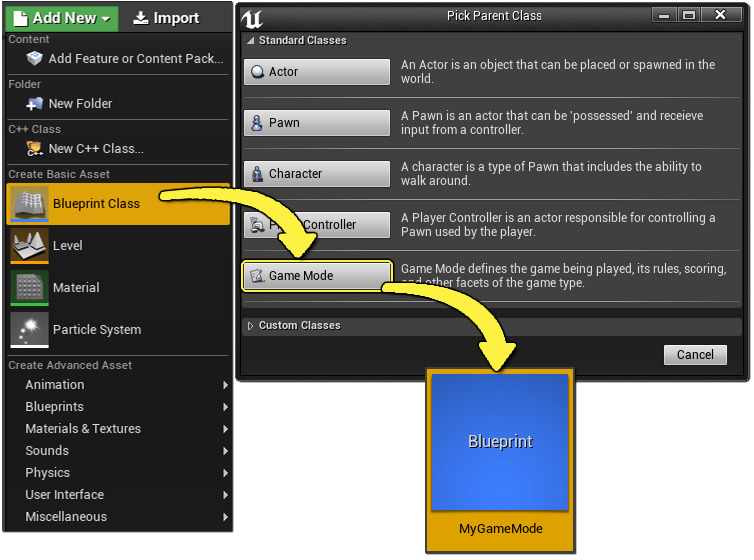 Add New
Import
Content
Add Feature or Content Pack...
Folder
New Folder
C++ Class
New C++ Class...
Create Basic Asset
Blueprint Class
Level
Material
Particle System
Create Advanced Asset
Animation
Blueprints
Materials & Textures
Sounds
Physics
User Interface
Miscellaneous
Pick Parent Class
Standard Classes
Actor
An Actor is an object that can be placed or spawned in the
world.
Pawn
A Pawn is an actor that can be 'possessed' and receieve
input from a controller.
Character
A character is a type of Pawn that includes the ability to
walk around.
Controller
A Player Controller is an actor responsible for controlling a
Pawn used by the player.
Game Mode
Game Mode defines the game being played, its rules, scoring,
and other facets of the game type.
Custom Classes
Cancel
Blueprint
MyGameMode